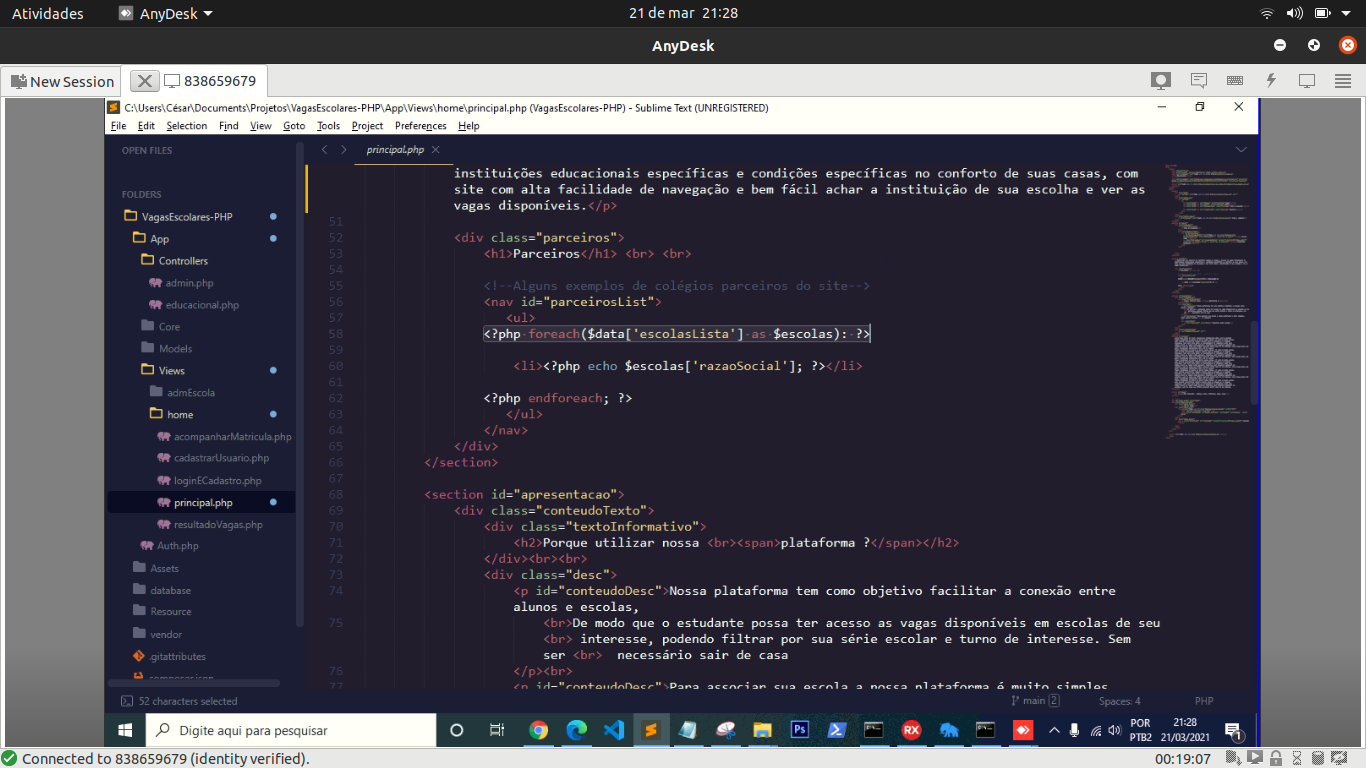 Atividades
AnyDesk
21 de mar 21:28
AnyDesk
New Session
838659679
C:\Users\César\Documents\Projetos\VagasEscolares-PHP\App\Views\home\principal.php (VagasEscolares-PHP) - Sublime Text (UNREGISTERED)
File Edit Selection Find View Goto Tools Project Preferences Help
OPEN FILES
FOLDERS
VagasEscolares-PHP
App
Controllers
admin.php
educacional.php
Core
Models
Views
admEscola
home
acompanharMatricula.php
cadastrarUsuario.php
loginECadastro.php
principal.php
resultadoVagas.php
Auth.php
Assets
database
Resource
vendor
.gitattributes
composer.json
principal.php
instituições educacionais específicas e condições específicas no conforto de suas casas, com
site com alta facilidade de navegação e bem fácil achar a instituição de sua escolha e ver as
vagas disponíveis.</p>
51
52 <div class="parceiros">
53 <h1>Parceiros</h1> <br> <br>
54
55 <!--Alguns exemplos de colégios parceiros do site-->
56 <nav id="parceirosList">
57 <ul>
58 <?php foreach($data['escolasLista'] as $escolas): ?>
59
60 <li><?php echo $escolas['razaoSocial']; ?></li>
61
62 <?php endforeach; ?>
63 </ul>
64 </nav>
65 </div>
66 </section>
67
68 <section id="apresentacao">
69 <div class="conteudoTexto">
70 <div class="textoInformativo">
71 <h2>Porque utilizar nossa <br><span>plataforma ?</span></h2>
72 </div><br><br>
73 <div class="desc">
74 <p id="conteudoDesc">Nossa plataforma tem como objetivo facilitar a conexão entre
alunos e escolas,
75 <br>De modo que o estudante possa ter acesso as vagas disponíveis em escolas de seu
<br> interesse, podendo filtrar por sua série escolar e turno de interesse. Sem
ser <br> necessário sair de casa
76 </p><br>
77 <p id="conteudoDesc">Para associar sua escola a nossa plataforma é muito simples
52 characters selected
main 2
Spaces: 4
PHP
Digite aqui para pesquisar
Ps
RX
POR
PTB2
21:28
21/03/2021
1
Connected to 838659679 (identity verified).
00:19:07